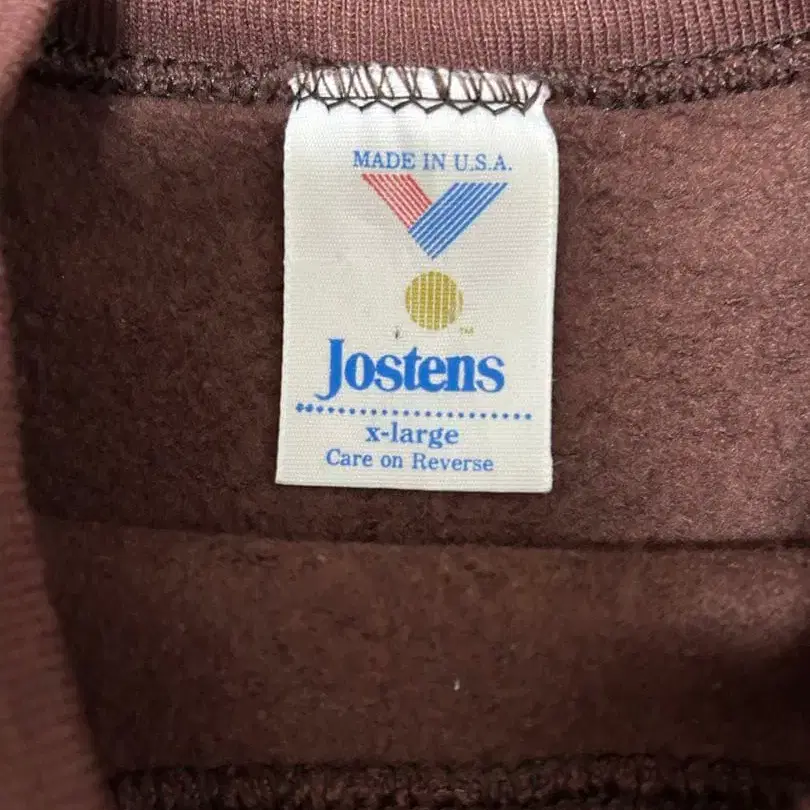 MADE IN U.S.A.
TM
Jostens
x-large
Care on Reverse